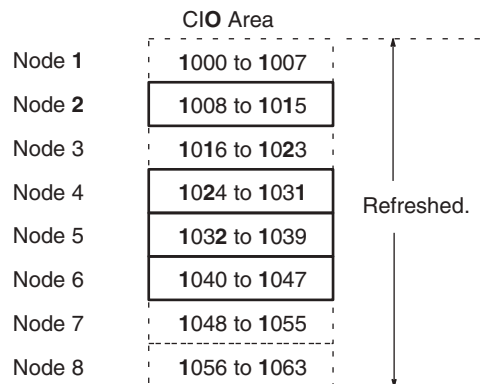 CIO Area
Node 1 1000 to 1007
Node 2 1008 to 1015
Node 3 1016 to 1023
Node 4 1024 to 1031
Refreshed.
Node 5 1032 to 1039
Node 6 1040 to 1047
Node 7 1048 to 1055
Node 8 1056 to 1063